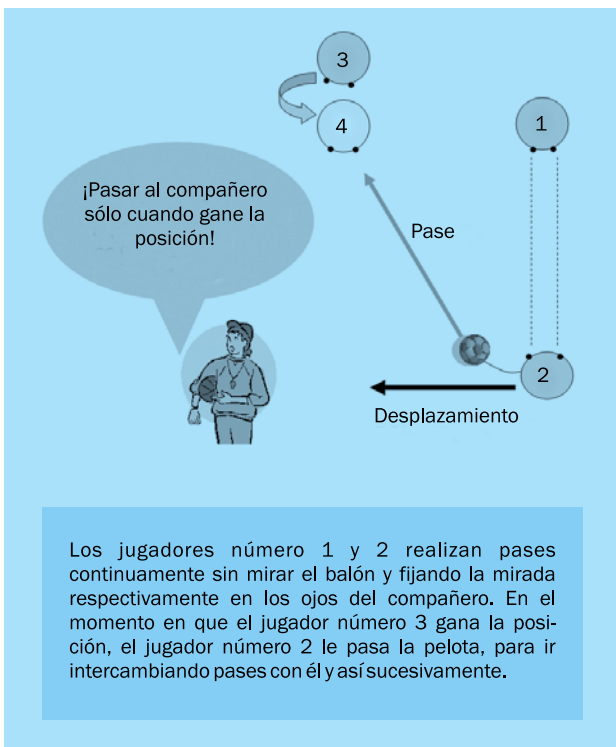 3
4
1
¡Pasar al compañero
sólo cuando gane la
posición!
Pase
2
Desplazamiento
Los jugadores número 1 y 2 realizan pases
continuamente sin mirar el balón y fijando la mirada
respectivamente en los ojos del compañero. En el
momento en que el jugador número 3 gana la posi-
ción, el jugador número 2 le pasa la pelota, para ir
intercambiando pases con él y así sucesivamente.